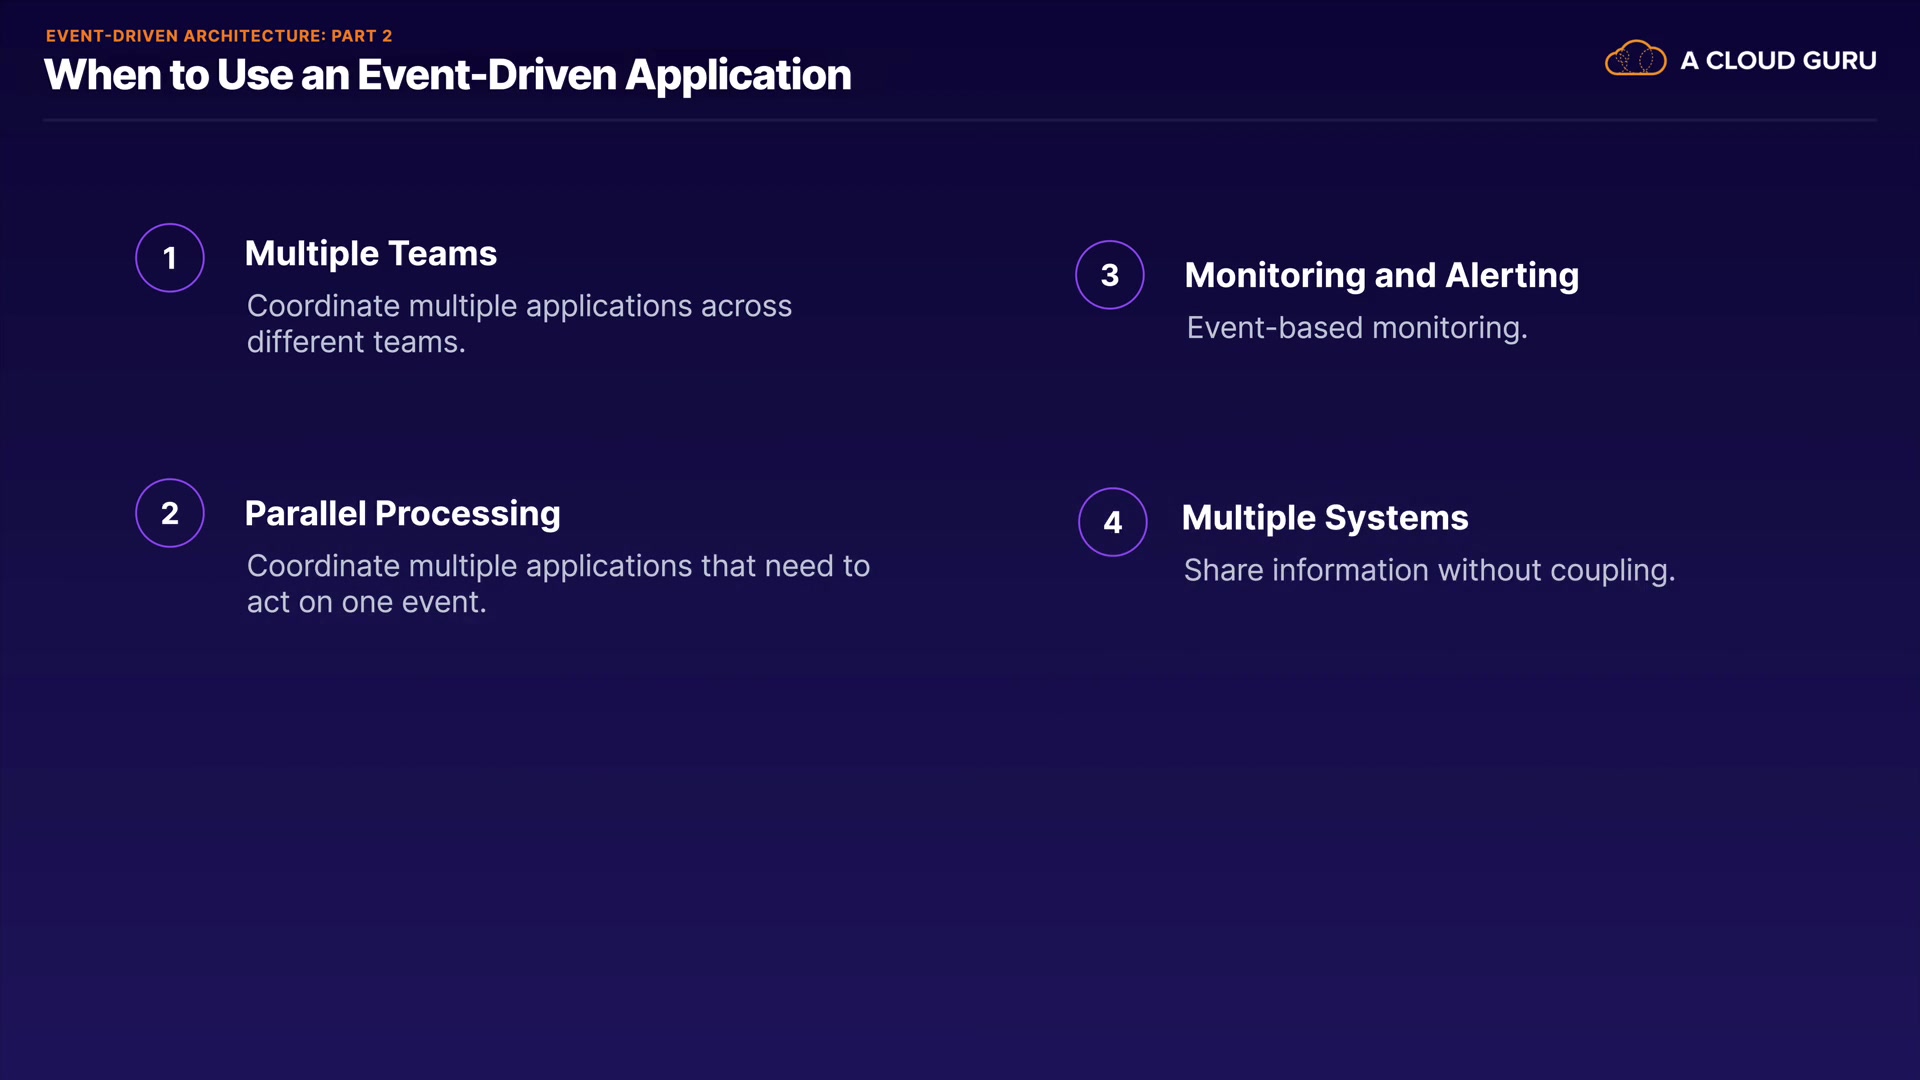 EVENT-DRIVEN ARCHITECTURE: PART 2
When to Use an Event-Driven Application
A CLOUD GURU
1
Multiple Teams
Coordinate multiple applications across
different teams.
2
Parallel Processing
Coordinate multiple applications that need to
act on one event.
3
Monitoring and Alerting
Event-based monitoring.
4
Multiple Systems
Share information without coupling.